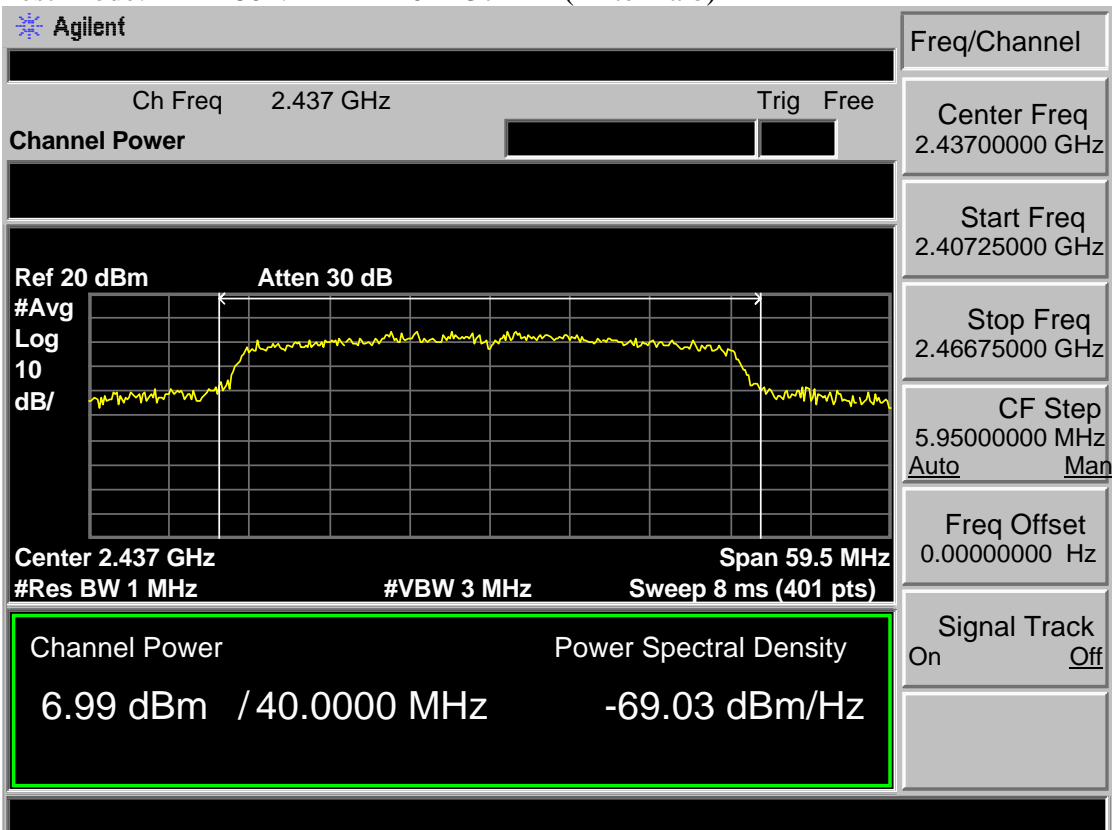 Agilent
Freq/Channel
Ch Freq 2.437 GHz Trig Free
Channel Power
Center Freq
2.43700000 GHz
Start Freq
2.40725000 GHz
Stop Freq
2.46675000 GHz
CF Step
5.95000000 MHz
Auto Man
Freq Offset
0.00000000 Hz
Signal Track
On Off
Ref 20 dBm Atten 30 dB
#Avg
Log
10
dB/
Center 2.437 GHz Span 59.5 MHz
#Res BW 1 MHz #VBW 3 MHz Sweep 8 ms (401 pts)
Channel Power Power Spectral Density
6.99 dBm / 40.0000 MHz -69.03 dBm/Hz